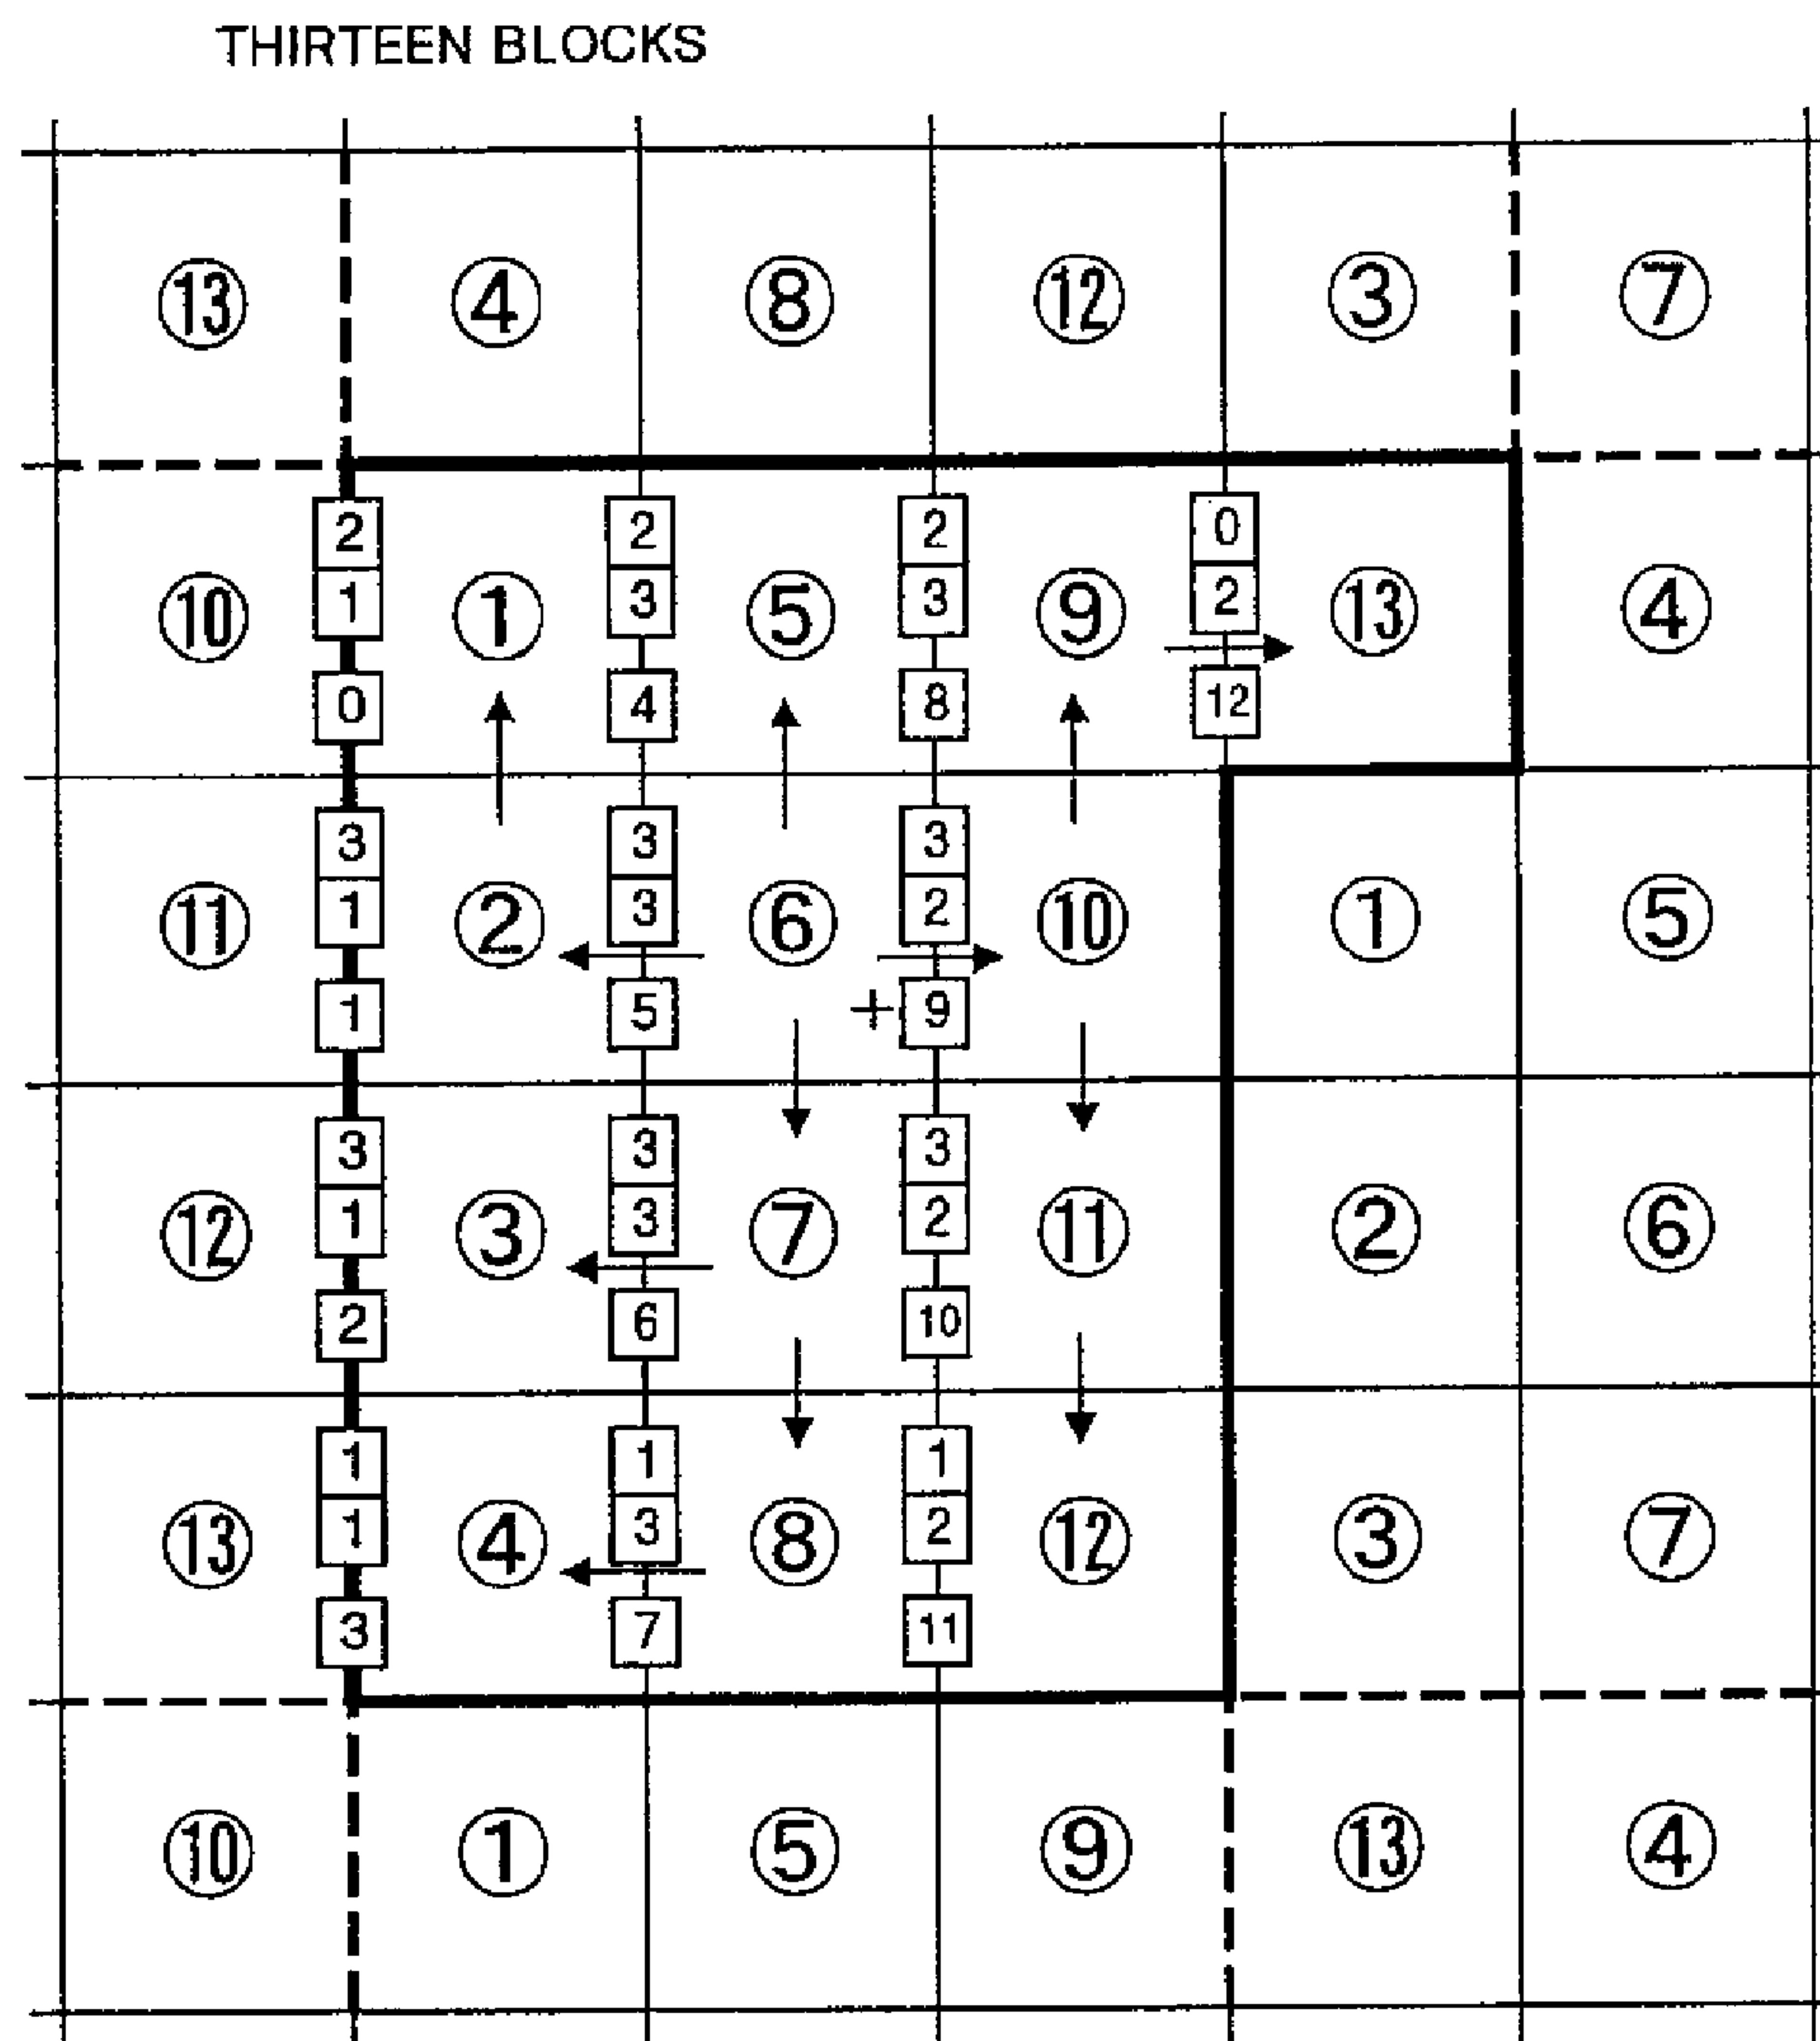 THIRTEEN BLOCKS
⑬ ④ ⑧ ⑫ ③ ⑦
2 2 2 0
⑩ 1 ① 3 ⑤ 3 ⑨ 2 ⑬ ④
0 4 8 12
3 3 3
⑪ 1 ② 3 ⑥ 2 ⑩ ① ⑤
1 5 + 9
3 3 3
⑫ 1 ③ 3 ⑦ 2 ⑪ ② ⑥
2 6 10
1 1 1
⑬ 1 ④ 3 ⑧ 2 ⑫ ③ ⑦
3 7 11
⑩ ① ⑤ ⑨ ⑬ ④